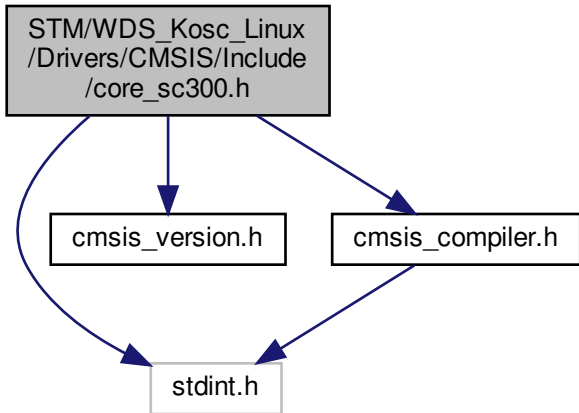 STM/WDS_Kosc_Linux
/Drivers/CMSIS/Include
/core_sc300.h
cmsis_version.h
cmsis_compiler.h
stdint.h